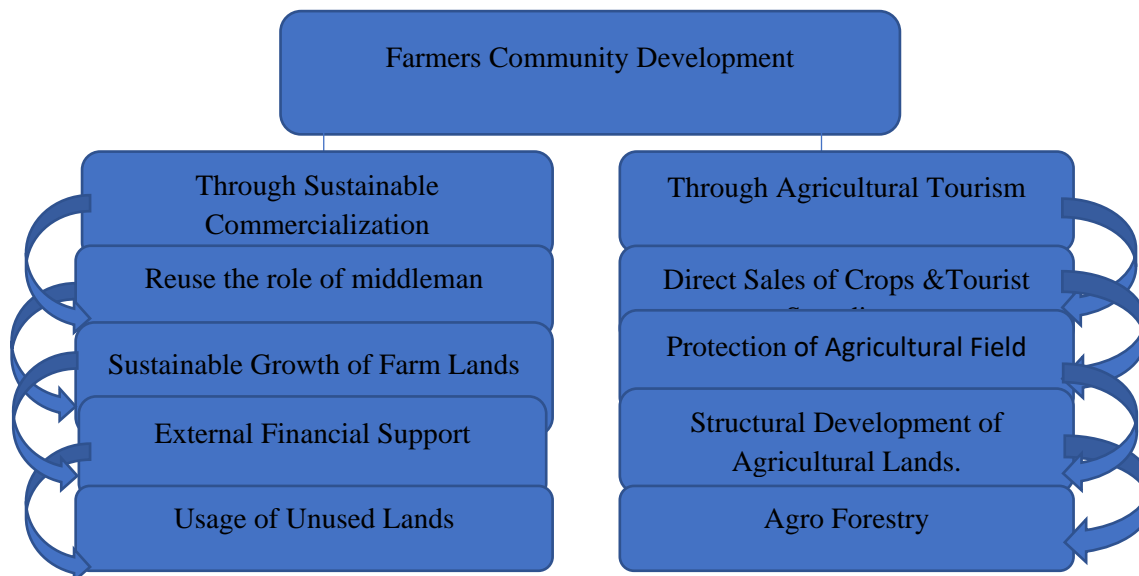 Farmers Community Development
Through Sustainable
Commercialization
Reuse the role of middleman
Sustainable Growth of Farm Lands
External Financial Support
Usage of Unused Lands
Through Agricultural Tourism
Direct Sales of Crops &Tourist
Protection of Agricultural Field
Structural Development of
Agricultural Lands.
Agro Forestry